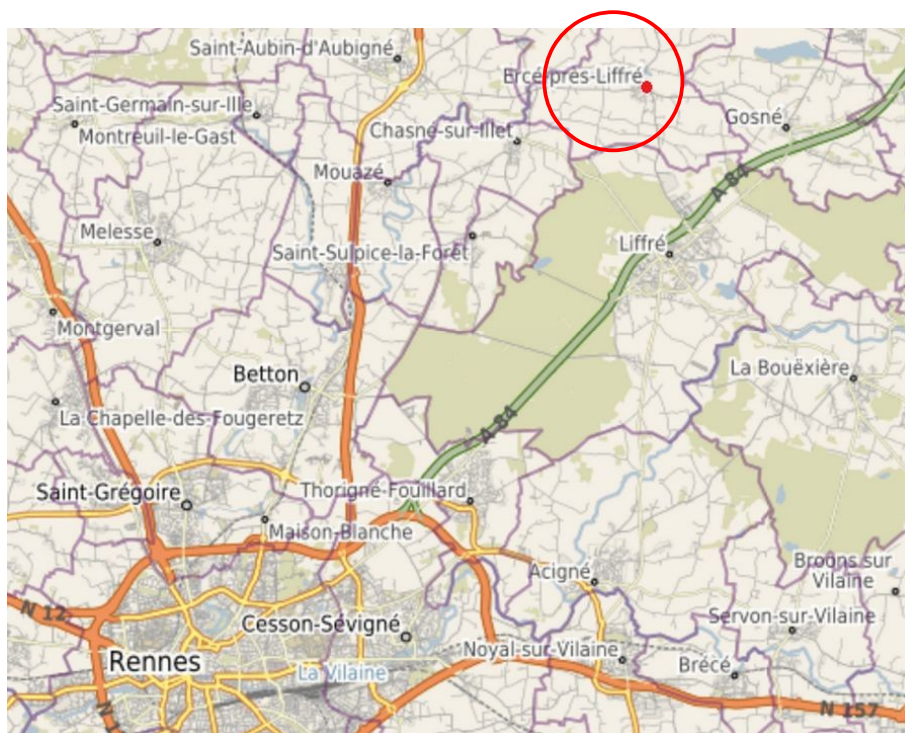 Saint-Aubin-d'Aubigné
Ercé-près-Liffré
Saint-Germain-sur-Ille
Montreuil-le-Gast
Chasné-sur-Illet
Gosné
Mouazé
A 84
Melesse
Saint-Sulpice-la-Forêt
Liffré
Montgerval
Betton
La Bouëxière
La Chapelle-des-Fougeretz
A 84
Saint-Grégoire
Thorigné-Fouillard
Maison-Blanche
Acigné
Broons sur
Vilaine
N 12
Cesson-Sévigné
Servon-sur-Vilaine
Rennes
La Vilaine
Noyal-sur-Vilaine
Brécé
N 157